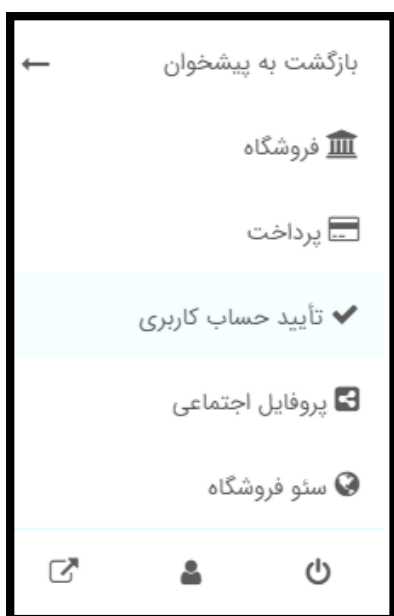 بازگشت به پیشخوان
فروشگاه
پرداخت
تأیید حساب کاربری
پروفایل اجتماعی
سئو فروشگاه